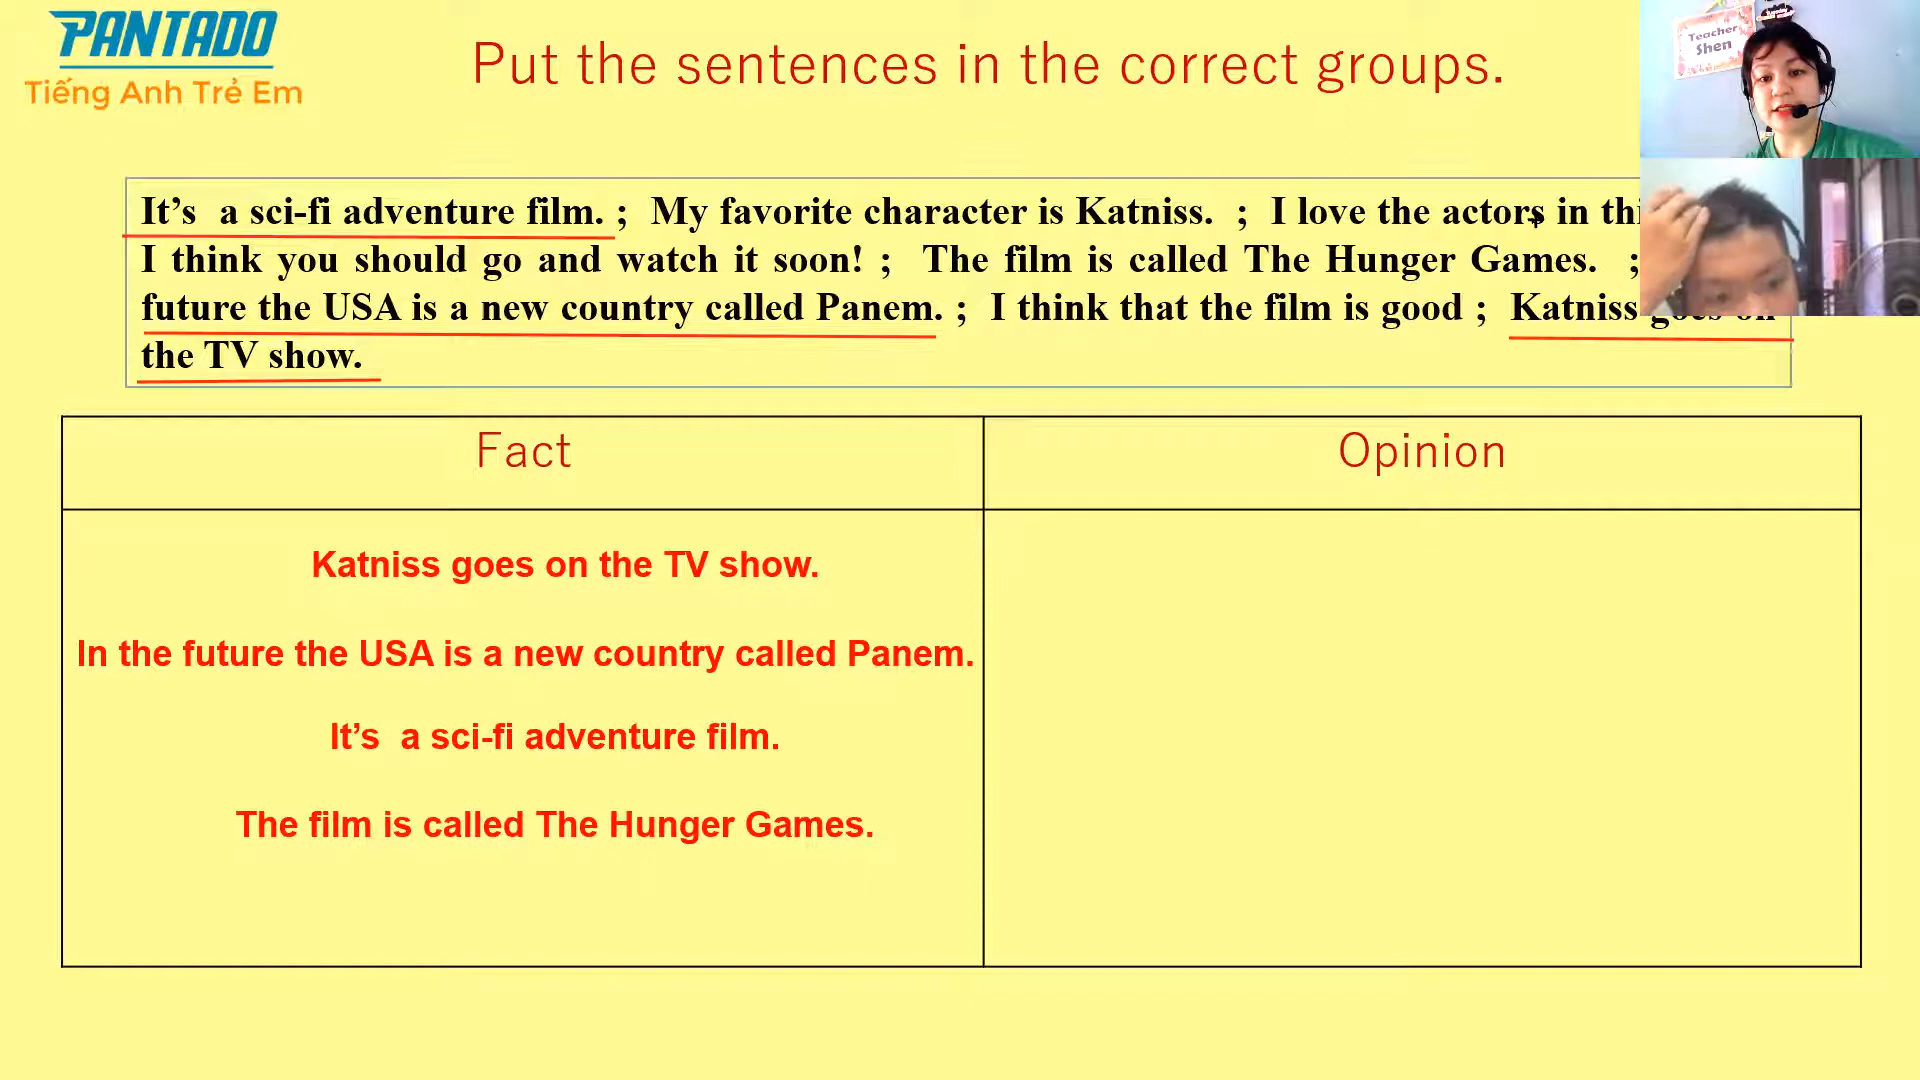 PANTADO
Tiếng Anh Trẻ Em
Put the sentences in the correct groups.
Teacher
Shen
It’s a sci-fi adventure film. ; My favorite character is Katniss. ; I love the actors in
I think you should go and watch it soon! ; The film is called The Hunger Games. ;
future the USA is a new country called Panem. ; I think that the film is good ; Katniss goes on
the TV show.
Fact
Opinion
Katniss goes on the TV show.
In the future the USA is a new country called Panem.
It’s a sci-fi adventure film.
The film is called The Hunger Games.